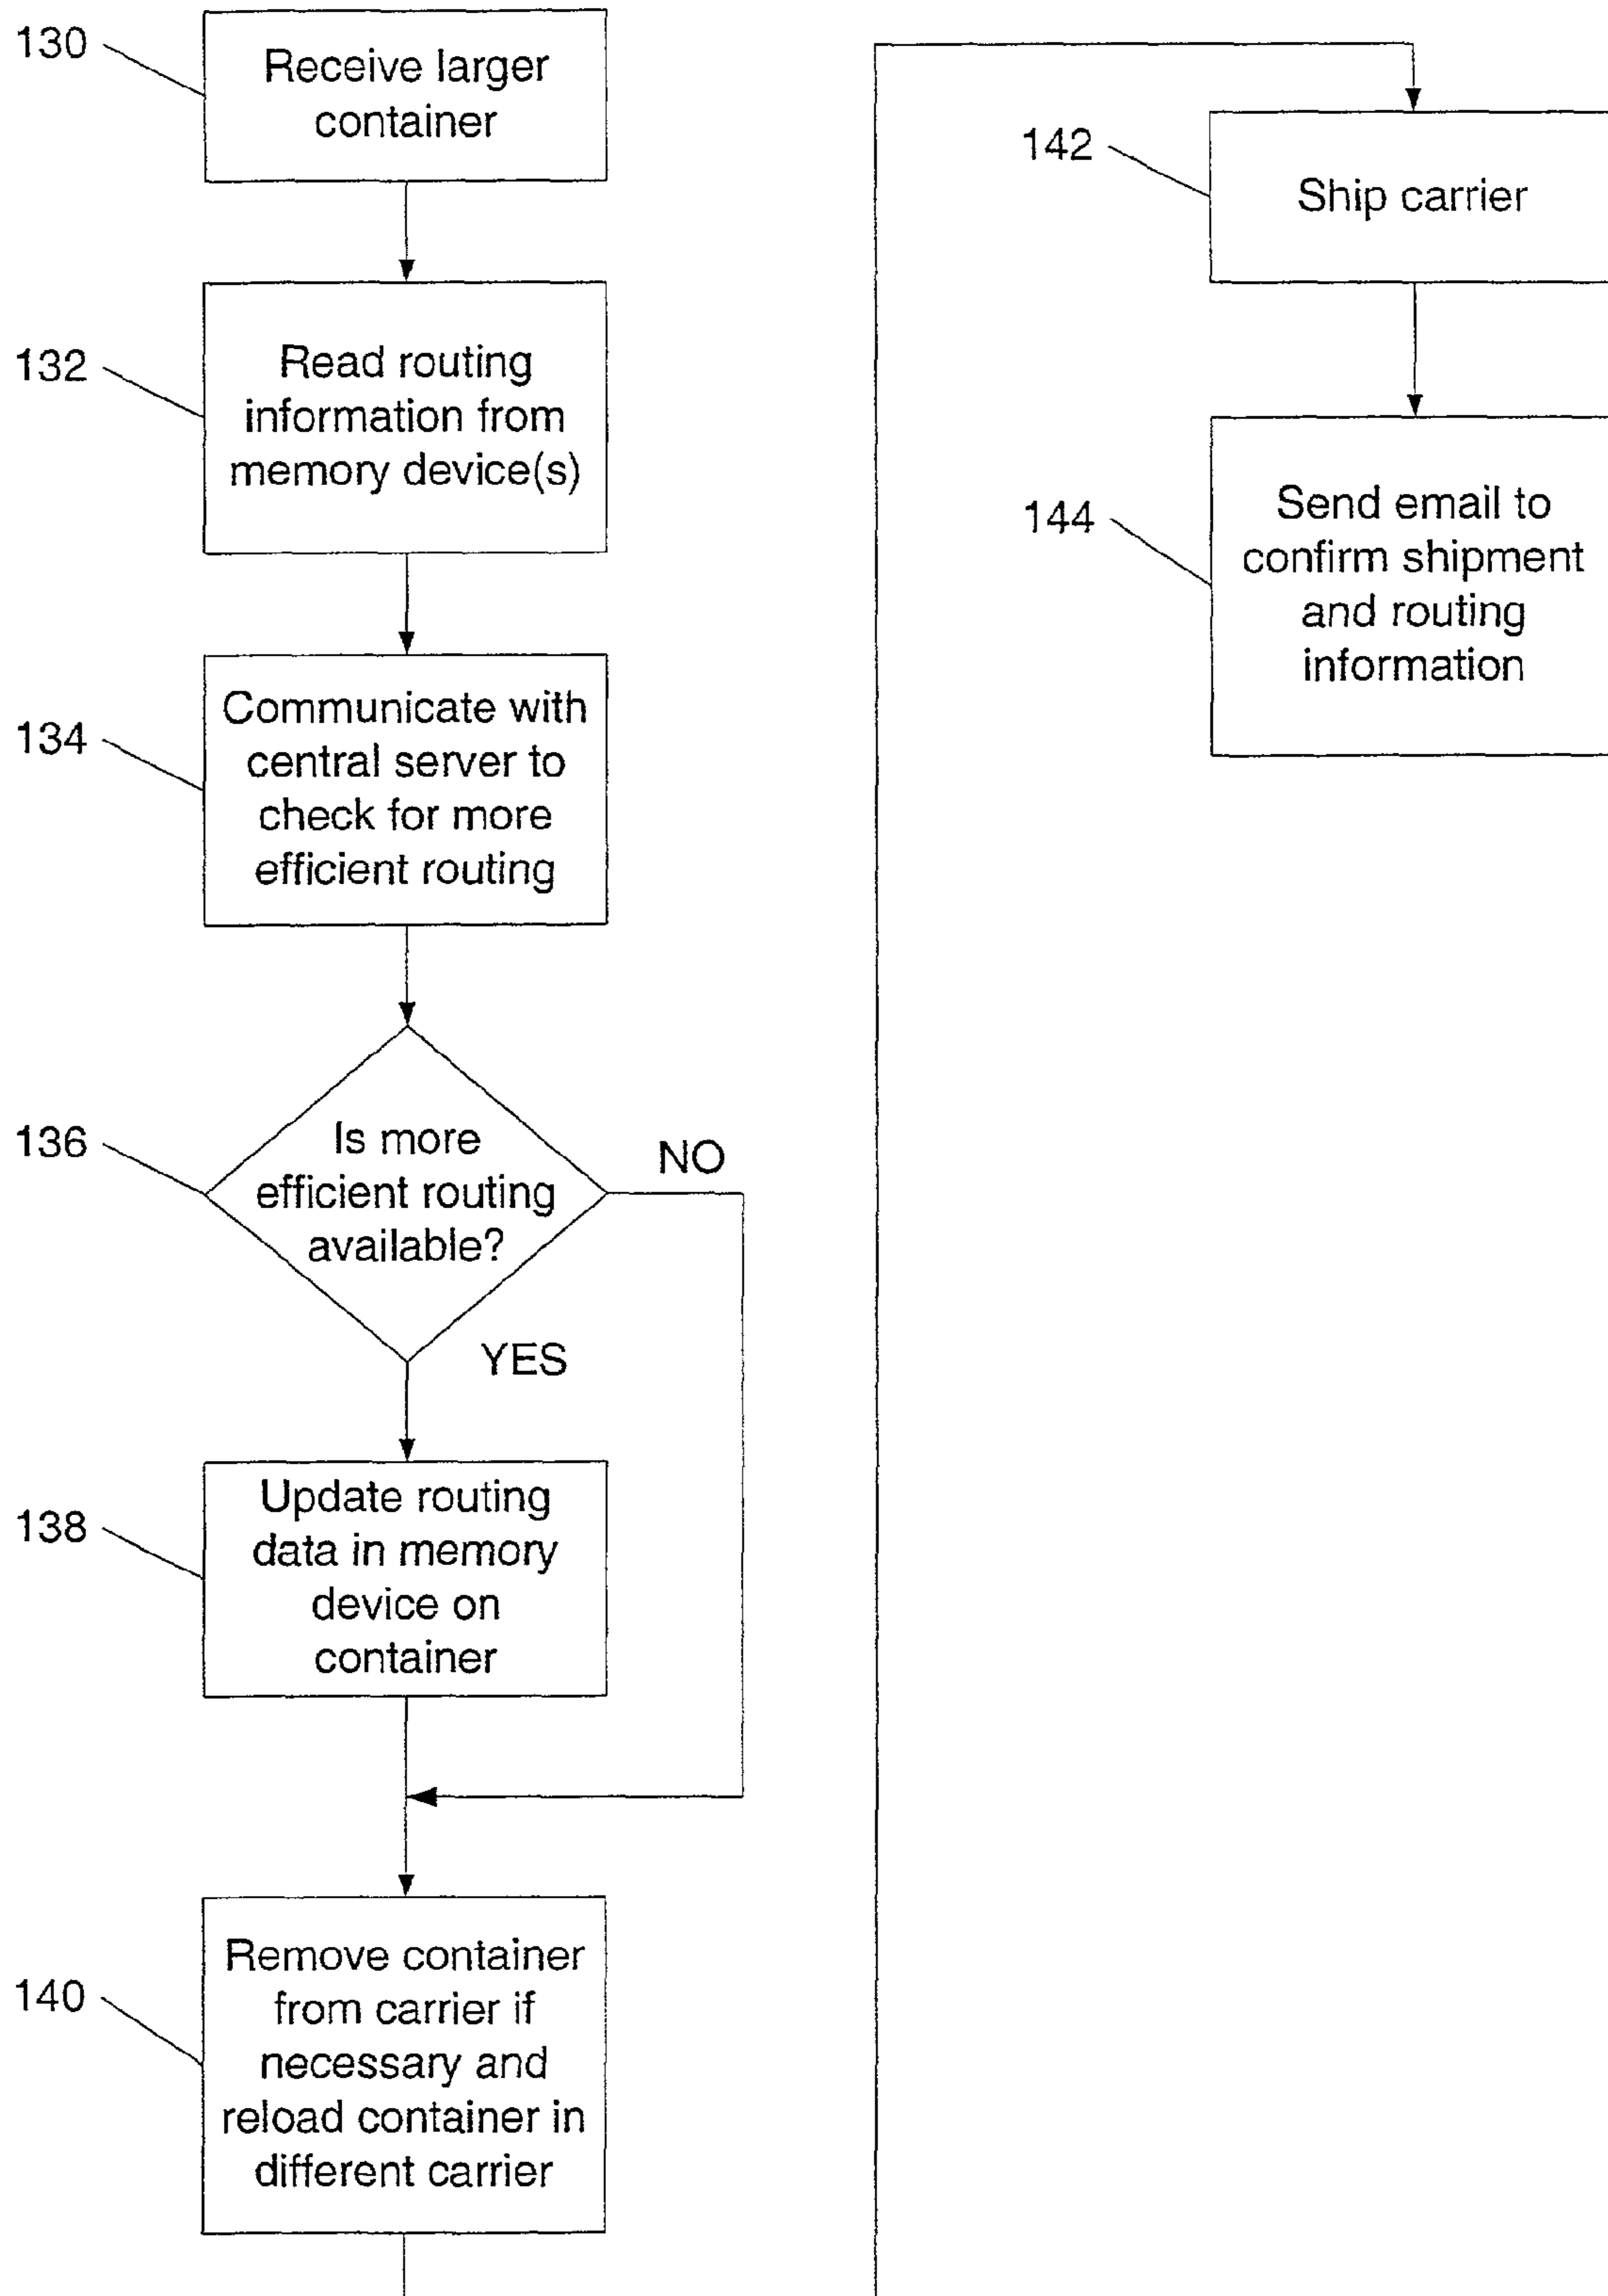 130
Receive larger
container
132
Read routing
information from
memory device(s)
134
Communicate with
central server to
check for more
efficient routing
136
Is more
efficient routing
available?
NO
YES
138
Update routing
data in memory
device on
container
140
Remove container
from carrier if
necessary and
reload container in
different carrier
142
Ship carrier
144
Send email to
confirm shipment
and routing
information